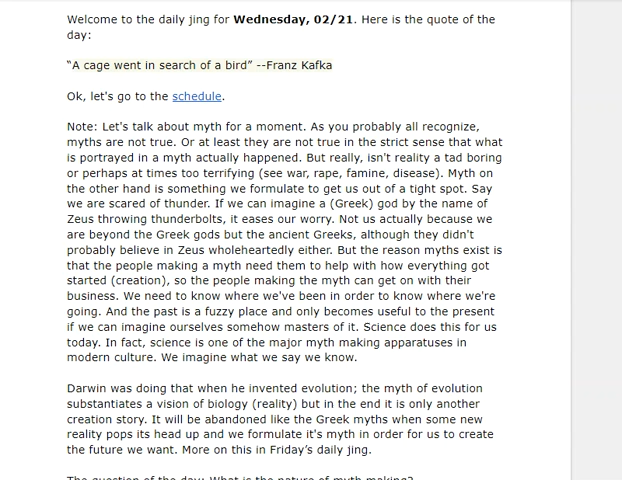 Welcome to the daily jing for Wednesday, 02/21. Here is the quote of the
day:
“A cage went in search of a bird” --Franz Kafka
Ok, let's go to the schedule.
Note: Let's talk about myth for a moment. As you probably all recognize,
myths are not true. Or at least they are not true in the strict sense that what
is portrayed in a myth actually happened. But really, isn't reality a tad boring
or perhaps at times too terrifying (see war, rape, famine, disease). Myth on
the other hand is something we formulate to get us out of a tight spot. Say
we are scared of thunder. If we can imagine a (Greek) god by the name of
Zeus throwing thunderbolts, it eases our worry. Not us actually because we
are beyond the Greek gods but the ancient Greeks, although they didn't
probably believe in Zeus wholeheartedly either. But the reason myths exist is
that the people making a myth need them to help with how everything got
started (creation), so the people making the myth can get on with their
business. We need to know where we've been in order to know where we're
going. And the past is a fuzzy place and only becomes useful to the present
if we can imagine ourselves somehow masters of it. Science does this for us
today. In fact, science is one of the major myth making apparatuses in
modern culture. We imagine what we say we know.
Darwin was doing that when he invented evolution; the myth of evolution
substantiates a vision of biology (reality) but in the end it is only another
creation story. It will be abandoned like the Greek myths when some new
reality pops its head up and we formulate it's myth in order for us to create
the future we want. More on this in Friday’s daily jing.
The question of the day: What is the nature of myth making?